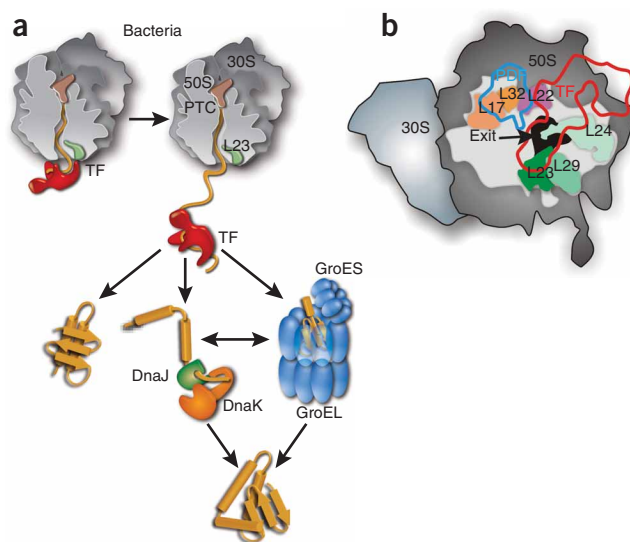 a
Bacteria
50S
30S
PTC
L23
TF
TF
GroES
DnaJ
DnaK
GroEL
b
50S
PD
L32
L22
TF
L17
30S
Exit
L24
L23
L29